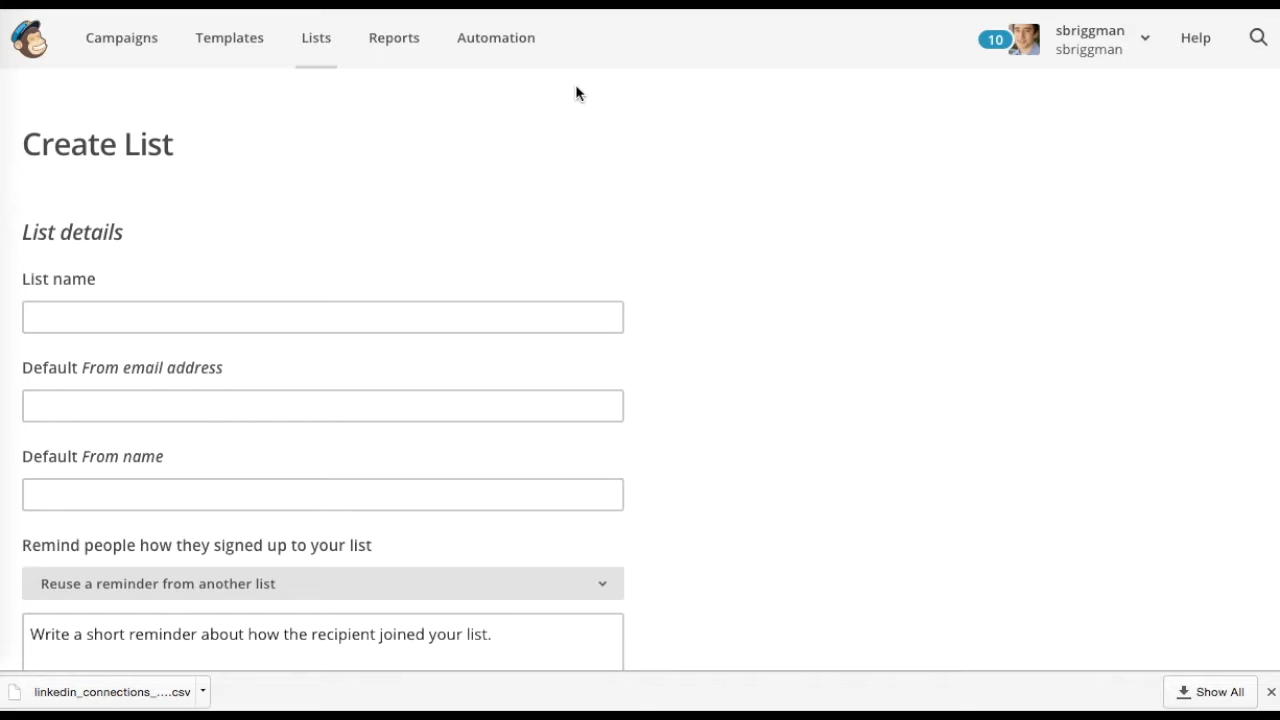 Campaigns Templates Lists Reports Automation 10 sbriggman Help
sbriggman
Create List
List details
List name
Default From email address
Default From name
Remind people how they signed up to your list
Reuse a reminder from another list
Write a short reminder about how the recipient joined your list.
linkedin_connections_....csv Show All